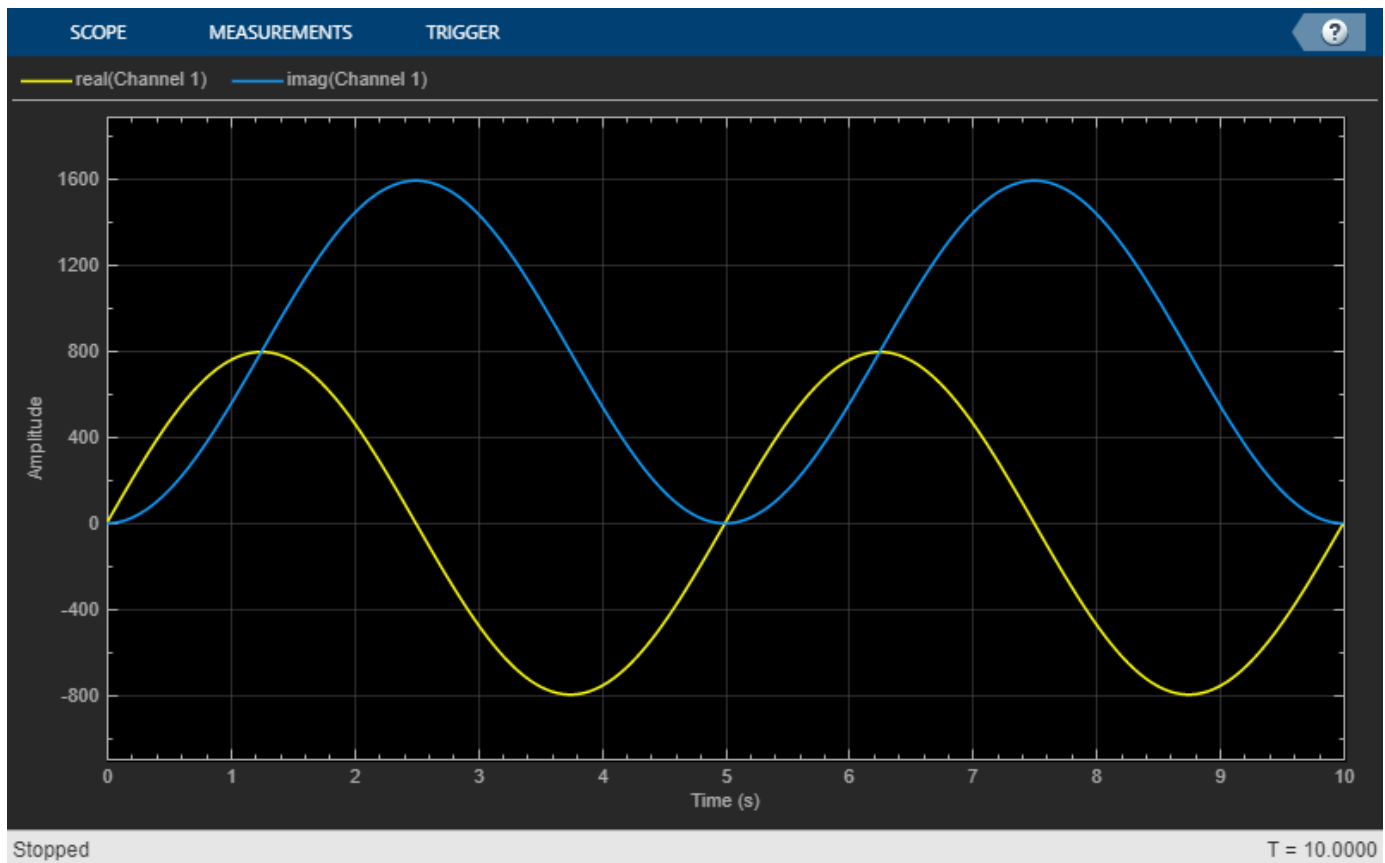 SCOPE MEASUREMENTS TRIGGER ?
real(Channel 1) imag(Channel 1)
1600
1200
800
400
0
-400
-800
Amplitude
0 1 2 3 4 5 6 7 8 9 10
Time (s)
Stopped T = 10.0000